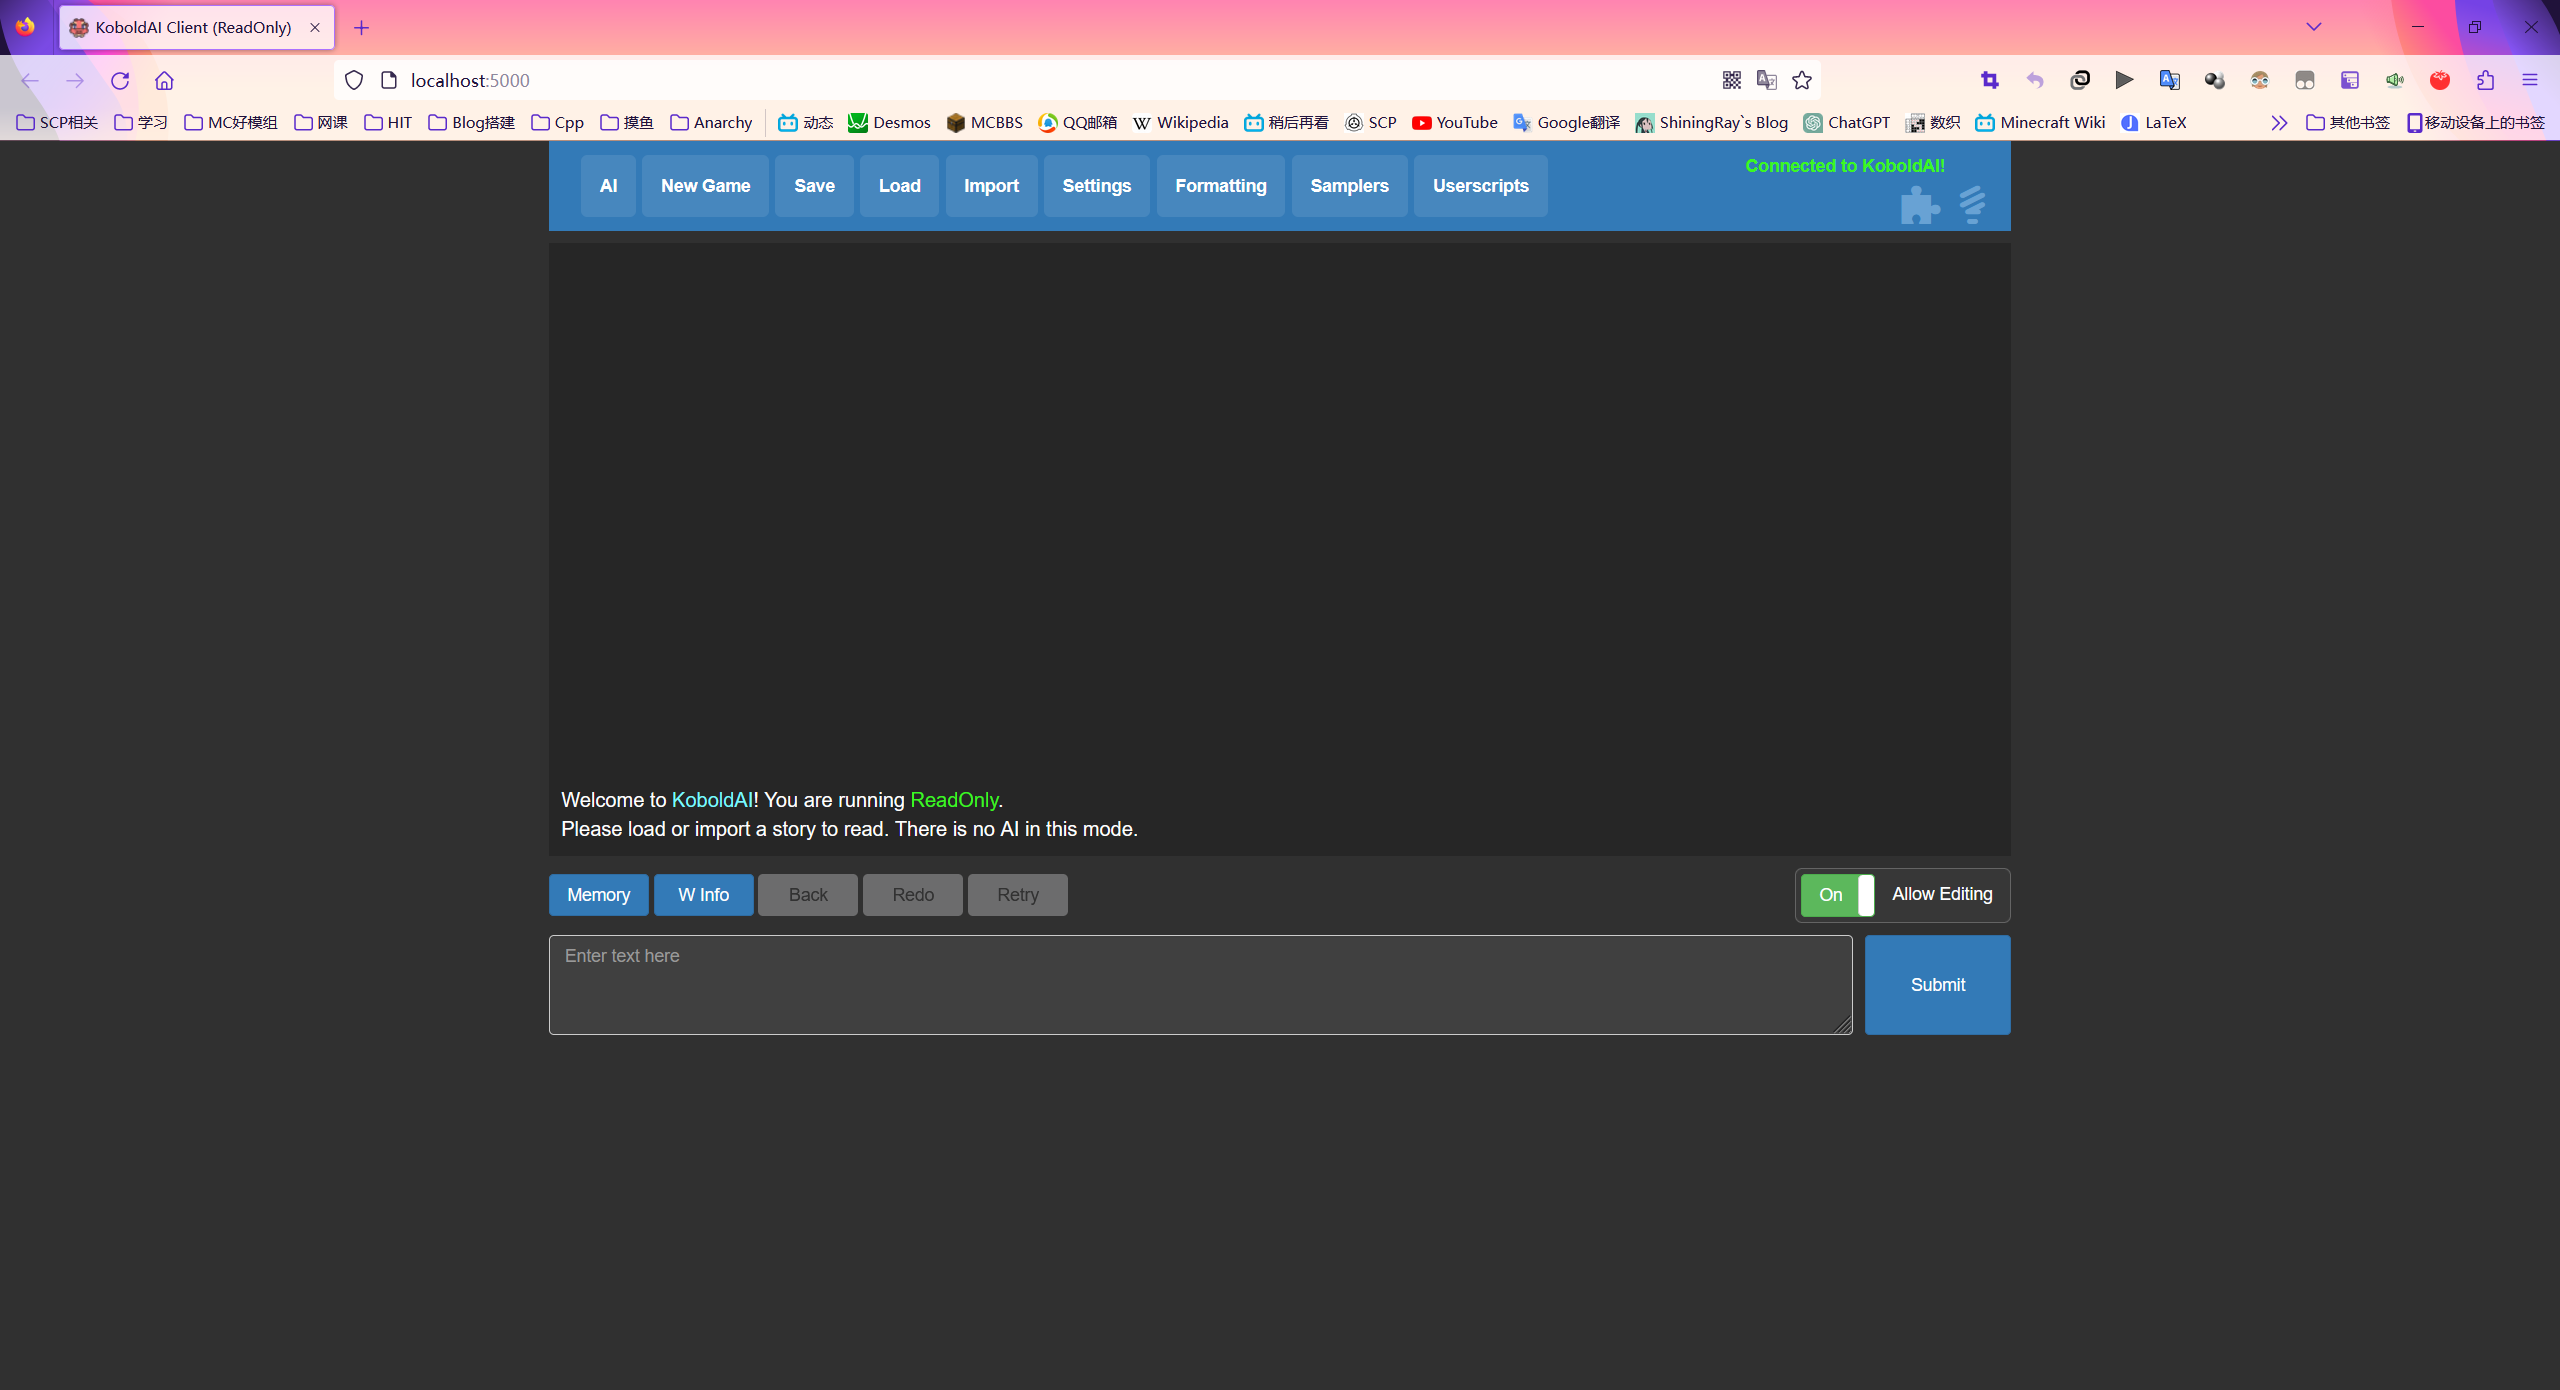 KoboldAI Client (ReadOnly)
localhost:5000
SCP相关 学习 MC好模组 网课 HIT Blog搭建 Cpp 摸鱼 Anarchy 动态 Desmos MCBBS QQ邮箱 Wikipedia 稍后再看 SCP YouTube Google翻译 ShiningRay`s Blog ChatGPT 数织 Minecraft Wiki LaTeX 其他书签 移动设备上的书签
Connected to KoboldAI!
AI New Game Save Load Import Settings Formatting Samplers Userscripts
Welcome to KoboldAI! You are running ReadOnly.
Please load or import a story to read. There is no AI in this mode.
Memory W Info Back Redo Retry On Allow Editing
Enter text here
Submit